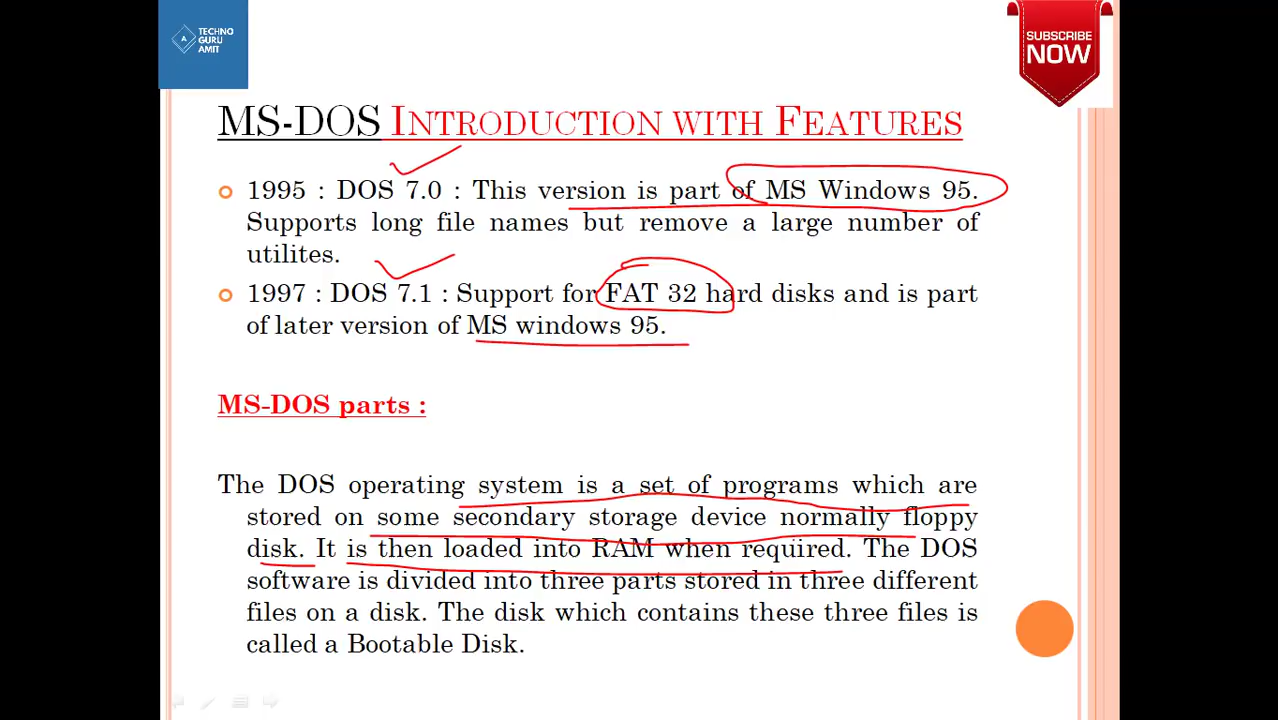 TECHNO
GURU
AMIT
A
SUBSCRIBE
NOW
MS-DOS INTRODUCTION WITH FEATURES
1995 : DOS 7.0 : This version is part of MS Windows 95.
Supports long file names but remove a large number of
utilites.
1997 : DOS 7.1 : Support for FAT 32 hard disks and is part
of later version of MS windows 95.
MS-DOS parts :
The DOS operating system is a set of programs which are
stored on some secondary storage device normally floppy
disk. It is then loaded into RAM when required. The DOS
software is divided into three parts stored in three different
files on a disk. The disk which contains these three files is
called a Bootable Disk.